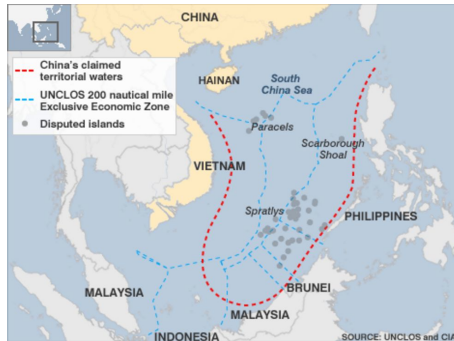 CHINA
China's claimed
territorial waters
UNCLOS 200 nautical mile
Exclusive Economic Zone
Disputed islands
HAINAN
South
China Sea
Paracels
Scarborough
Shoal
VIETNAM
Spratlys
PHILIPPINES
BRUNEI
MALAYSIA
MALAYSIA
INDONESIA
SOURCE: UNCLOS and CIA